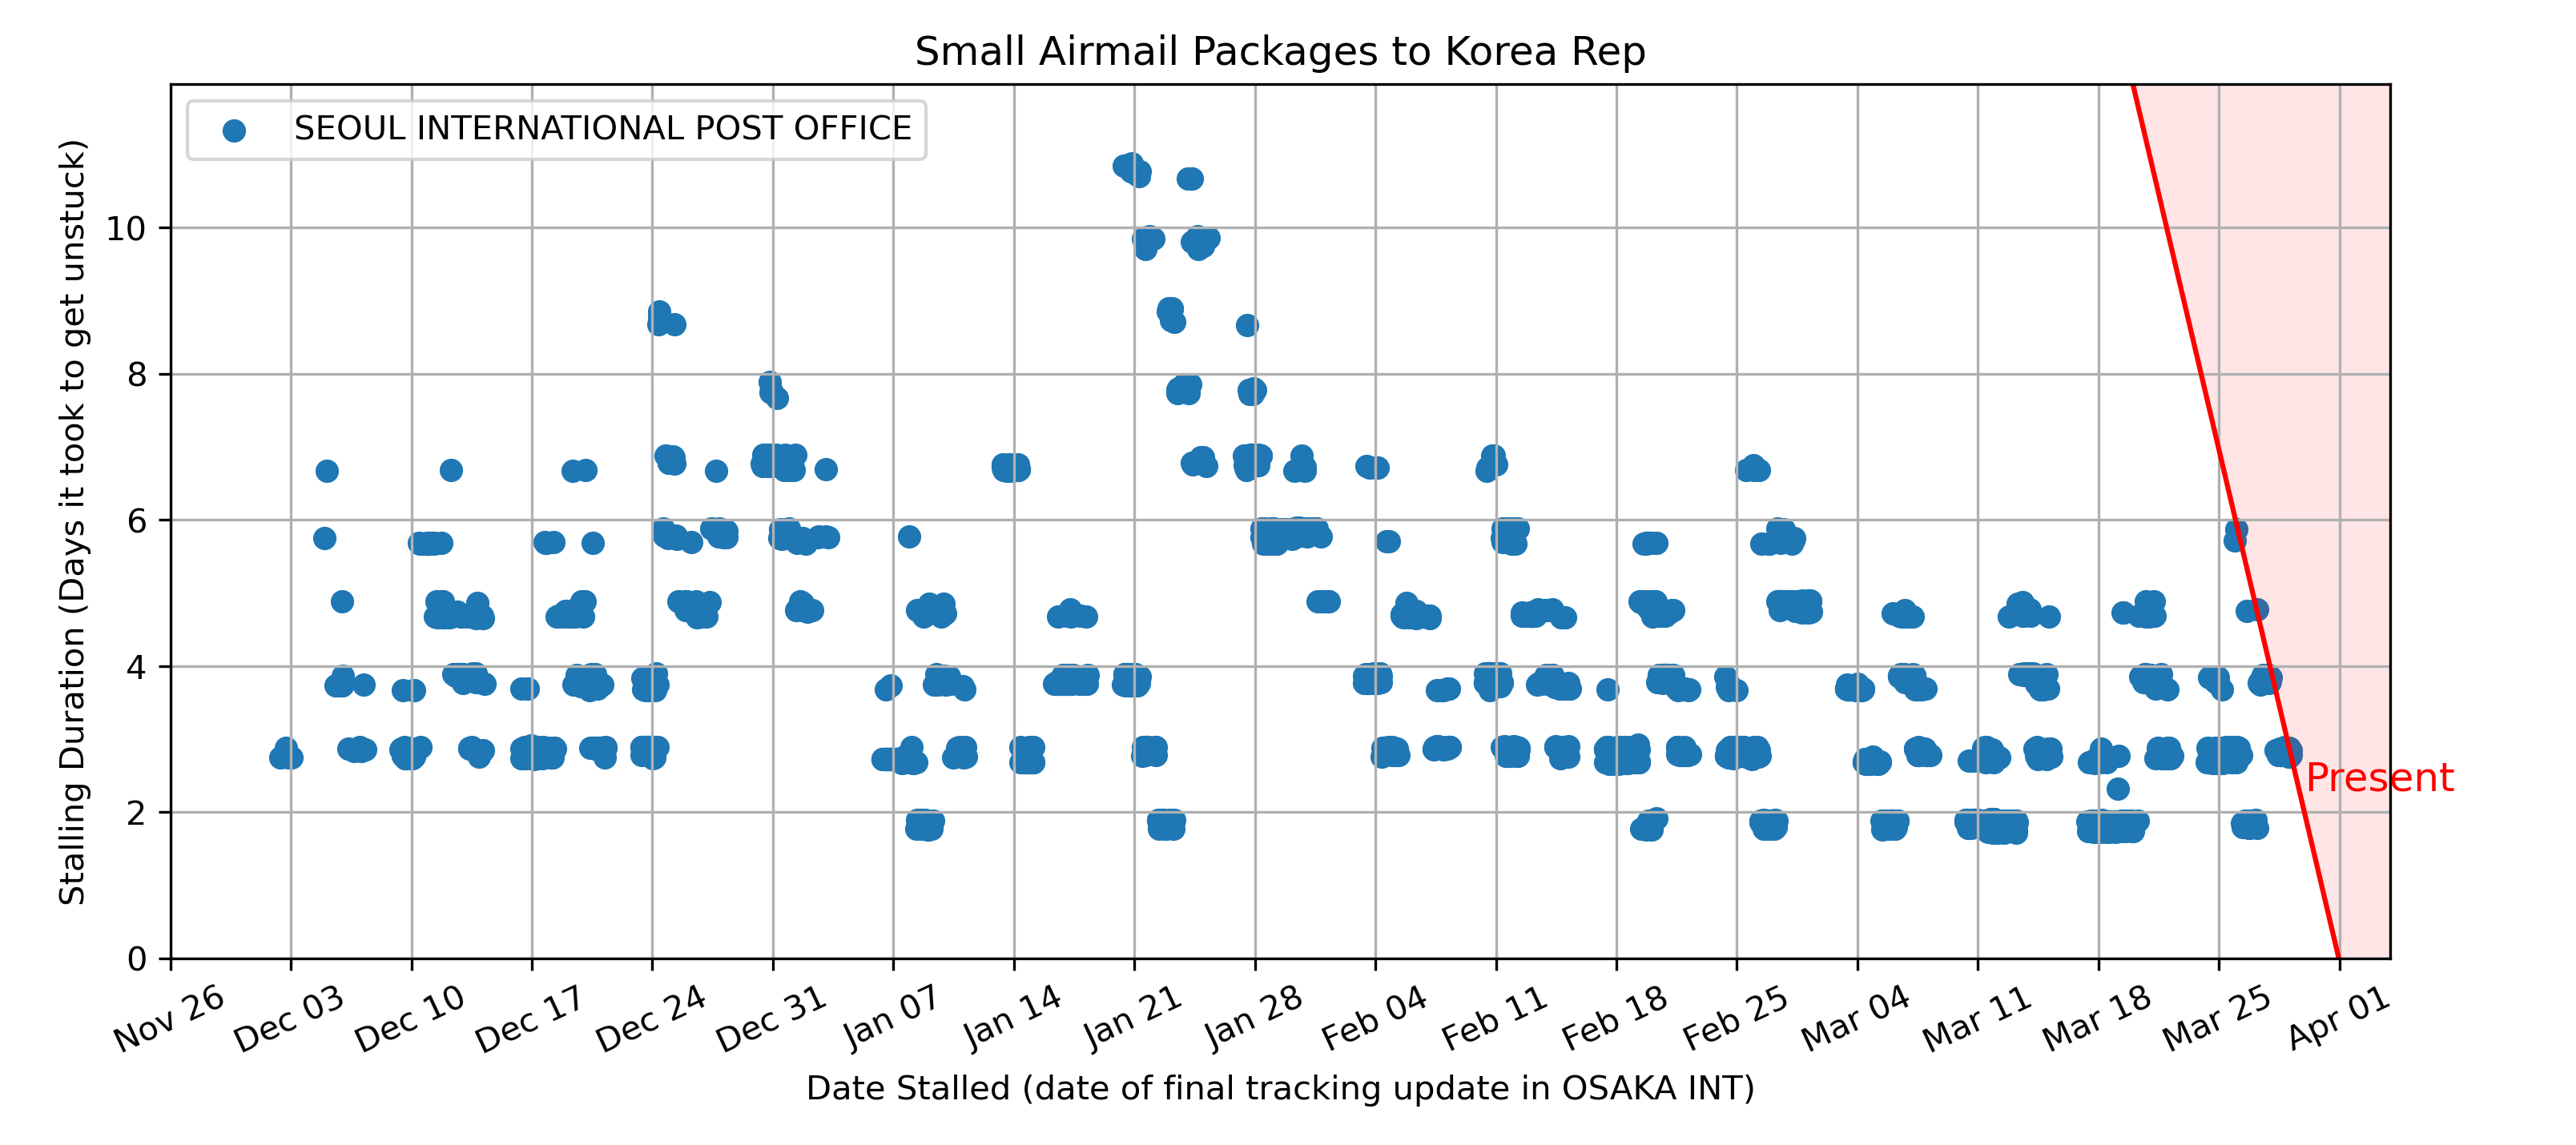 Small Airmail Packages to Korea Rep
SEOUL INTERNATIONAL POST OFFICE
Stalling Duration (Days it took to get unstuck)
10
8
6
4
2
0
Present
Nov 26
Dec 03
Dec 10
Dec 17
Dec 24
Dec 31
Jan 07
Jan 14
Jan 21
Jan 28
Feb 04
Feb 11
Feb 18
Feb 25
Mar 04
Mar 11
Mar 18
Mar 25
Apr 01
Date Stalled (date of final tracking update in OSAKA INT)